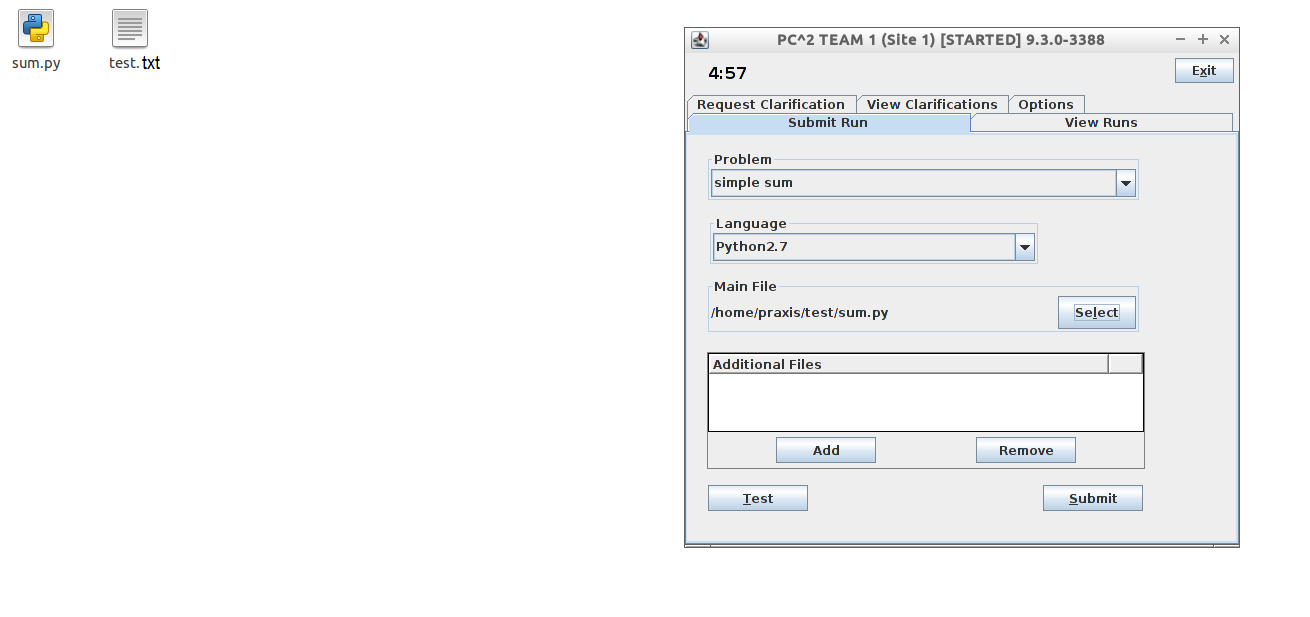 sum.py
test.txt
PC^2 TEAM 1 (Site 1) [STARTED] 9.3.0-3388
4:57
Exit
Request Clarification
View Clarifications
Options
Submit Run
View Runs
Problem
simple sum
Language
Python2.7
Main File
/home/praxis/test/sum.py
Select
Additional Files
Add
Remove
Test
Submit